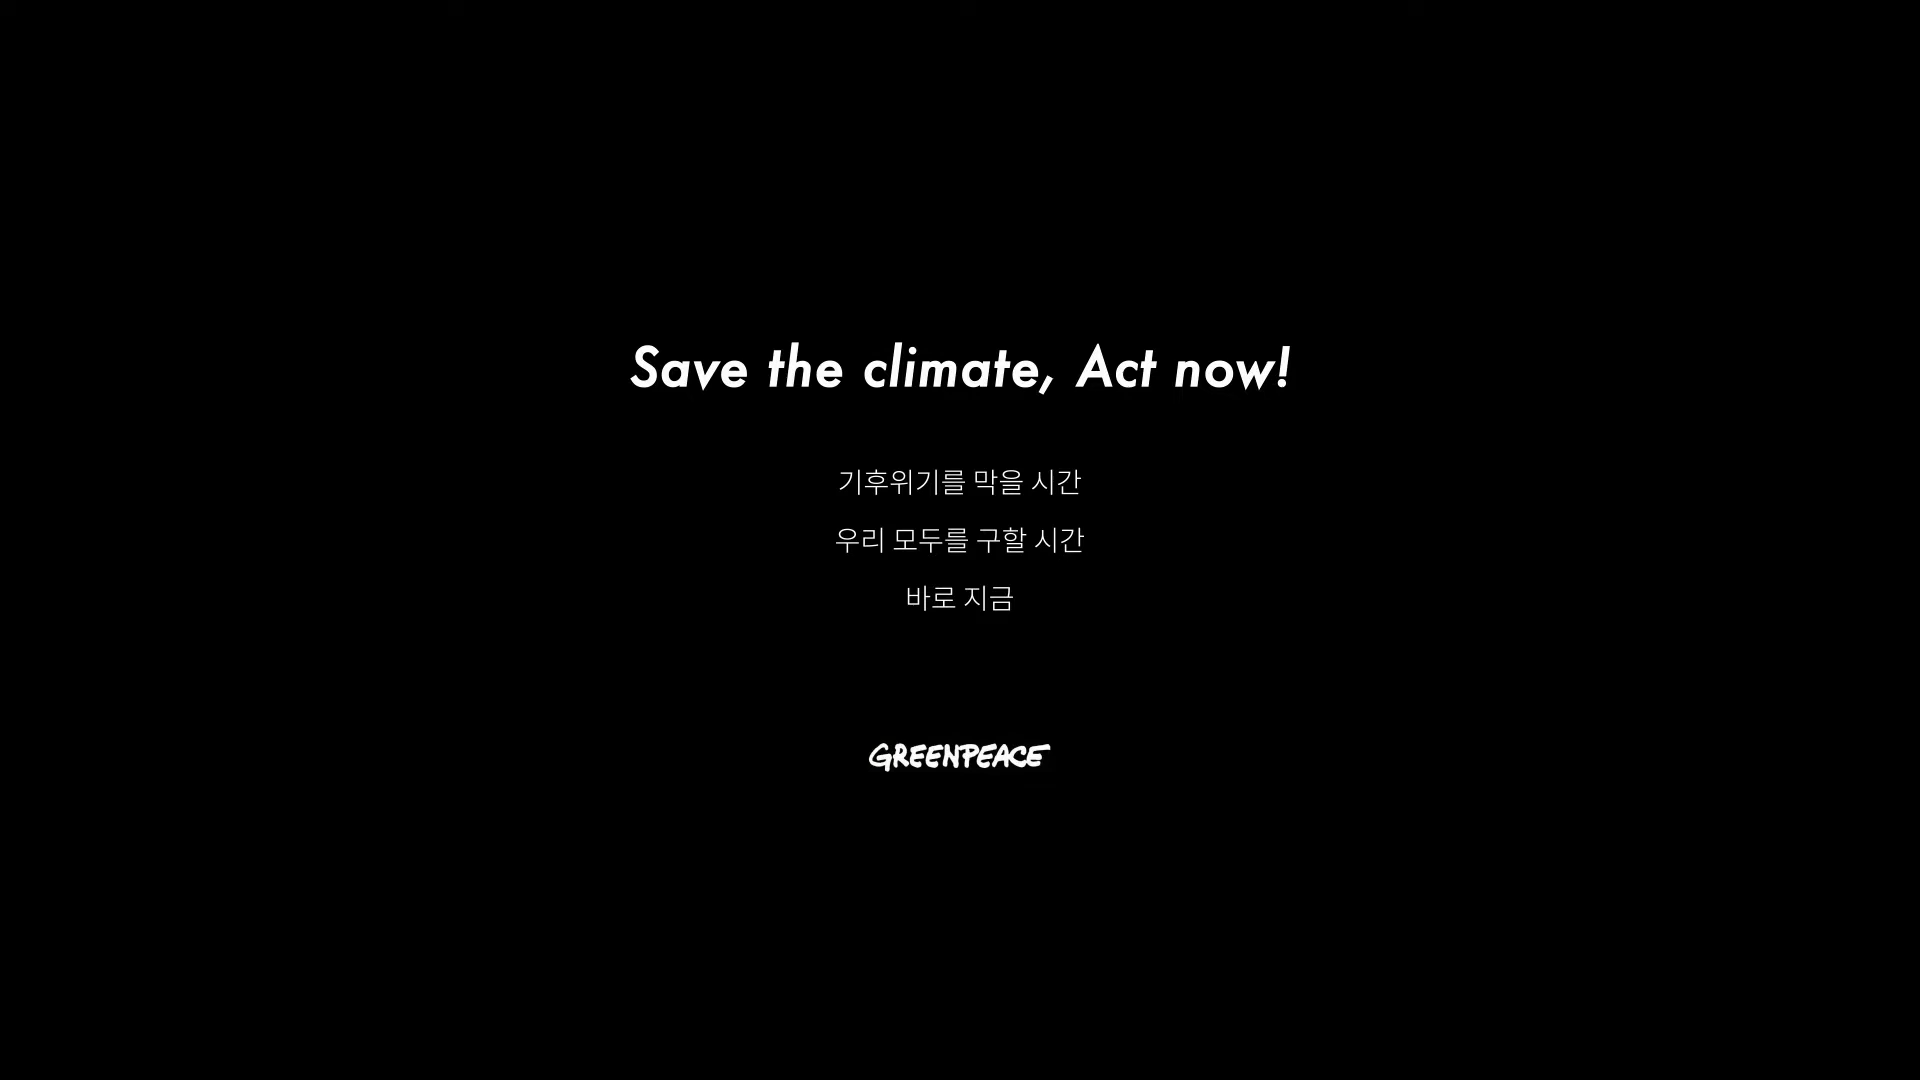 Save the climate, Act now!
기후위기를 막을 시간
우리 모두를 구할 시간
바로 지금
GREENPEACE